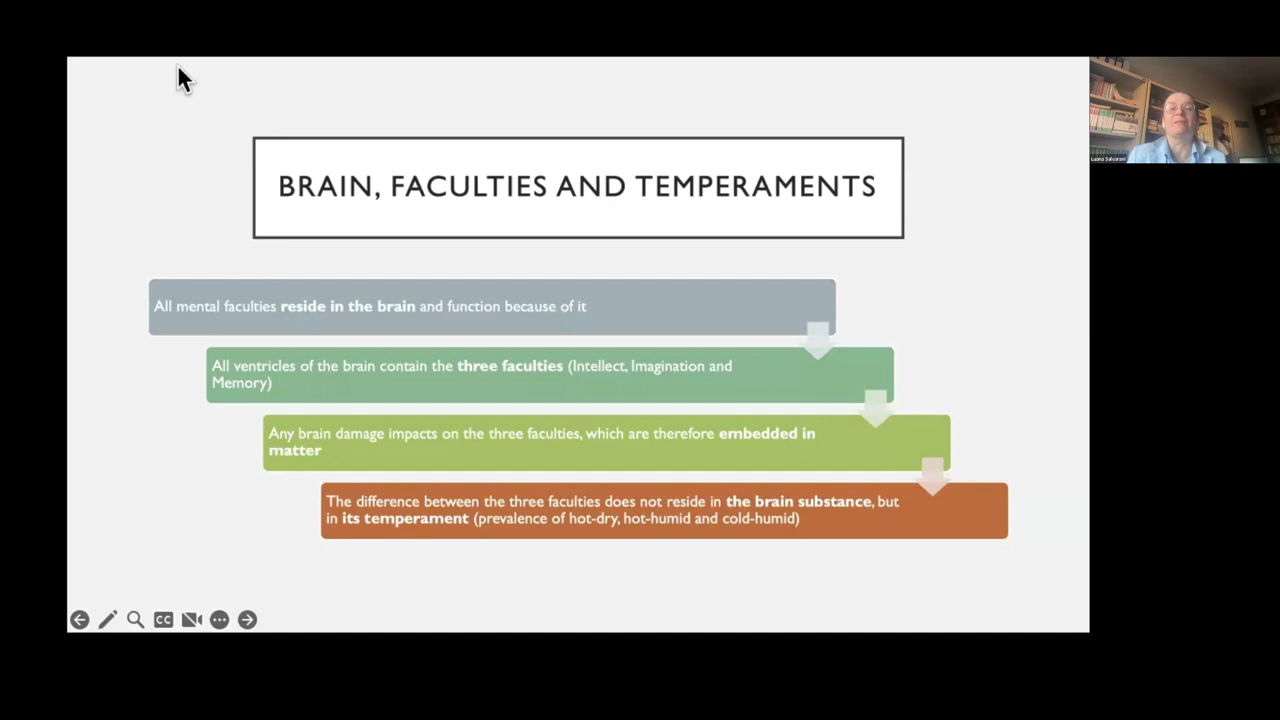 BRAIN, FACULTIES AND TEMPERAMENTS
All mental faculties reside in the brain and function because of it
All ventricles of the brain contain the three faculties (Intellect, Imagination and
Memory)
Any brain damage impacts on the three faculties, which are therefore embedded in
matter
The difference between the three faculties does not reside in the brain substance, but
in its temperament (prevalence of hot-dry, hot-humid and cold-humid)
CC